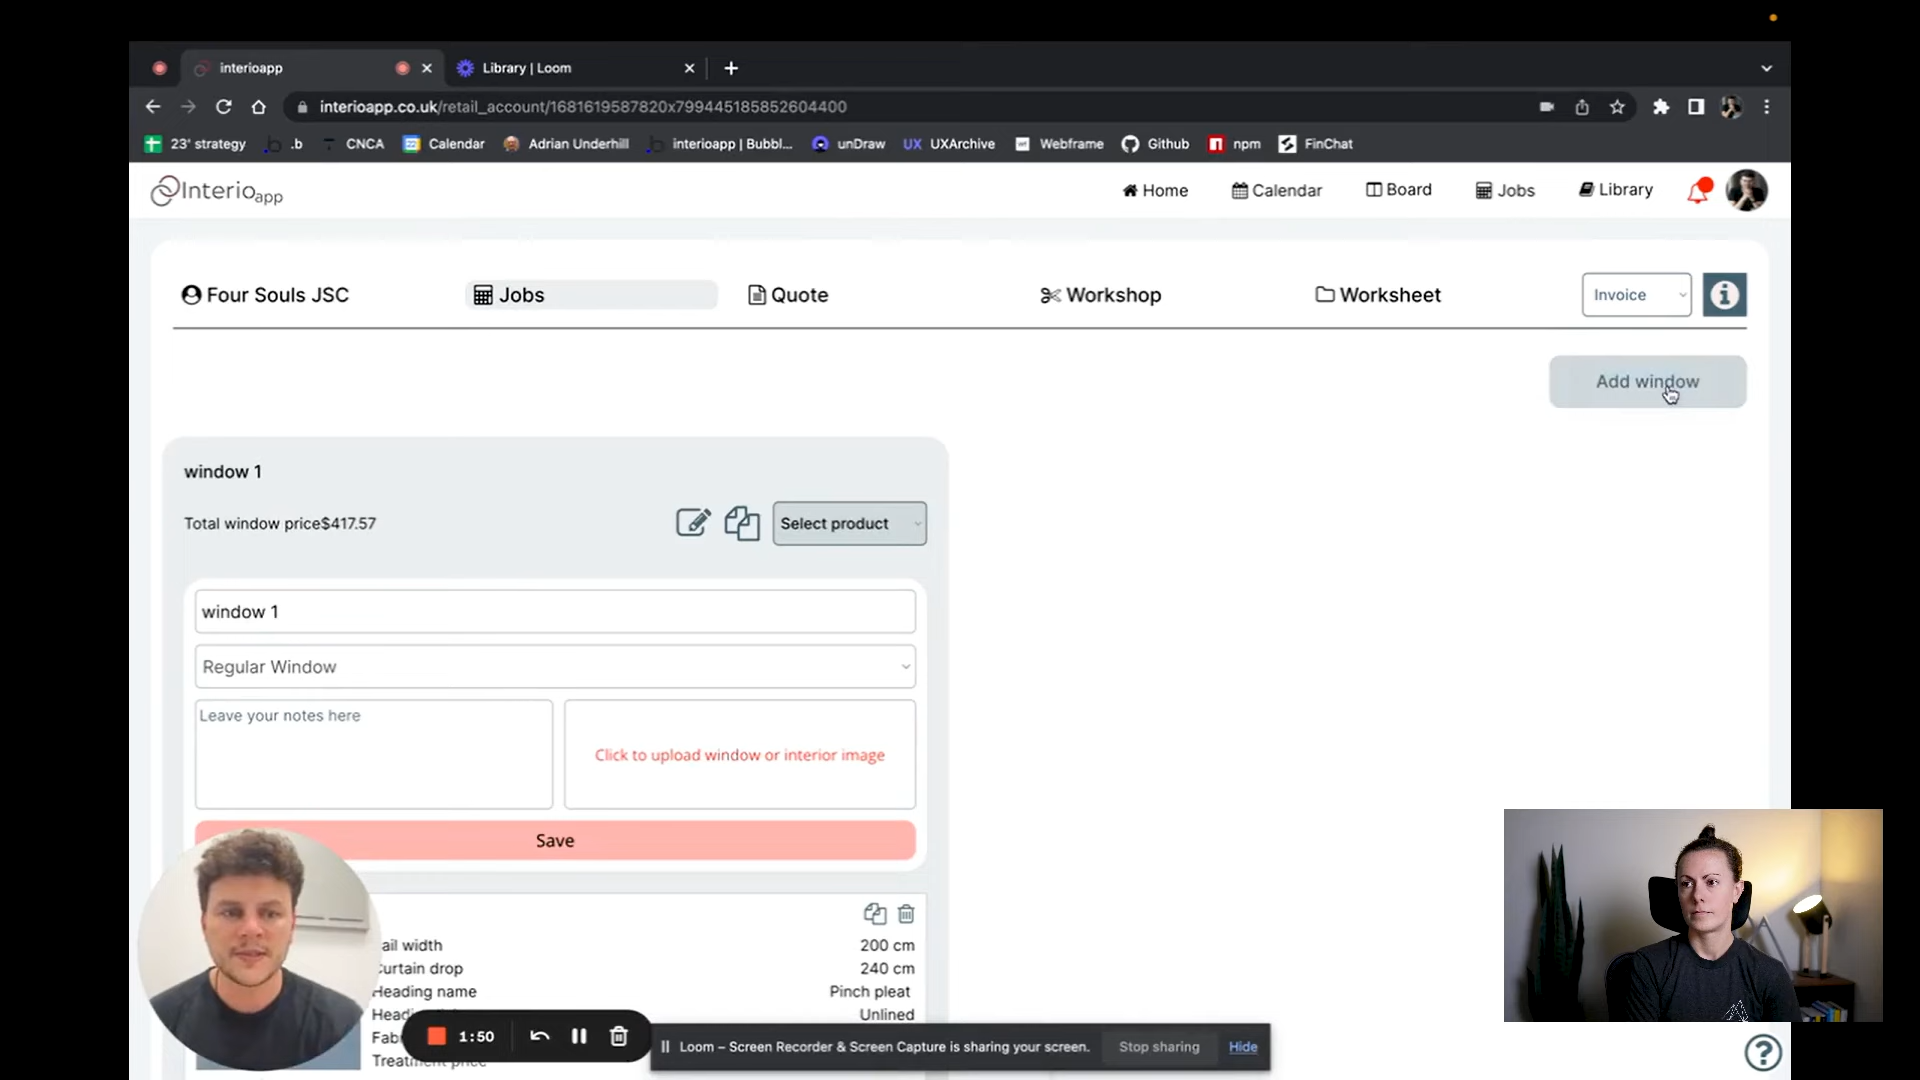 interioapp
Library | Loom
interioapp.co.uk/retail_account/1681619587820x799445185852604400
23' strategy
.b
CNCA
Calendar
Adrian Underhill
interioapp | Bubbl...
unDraw
UX UXArchive
Webframe
Github
npm
FinChat
Interioapp
Home
Calendar
Board
Jobs
Library
Four Souls JSC
Jobs
Quote
Workshop
Worksheet
Invoice
Add window
window 1
Total window price$417.57
Select product
window 1
Regular Window
Leave your notes here
Click to upload window or interior image
Save
ail width 200 cm
Curtain drop 240 cm
Heading name Pinch pleat
Unlined
Treatment price
1:50
Loom – Screen Recorder & Screen Capture is sharing your screen.
Stop sharing
Hide